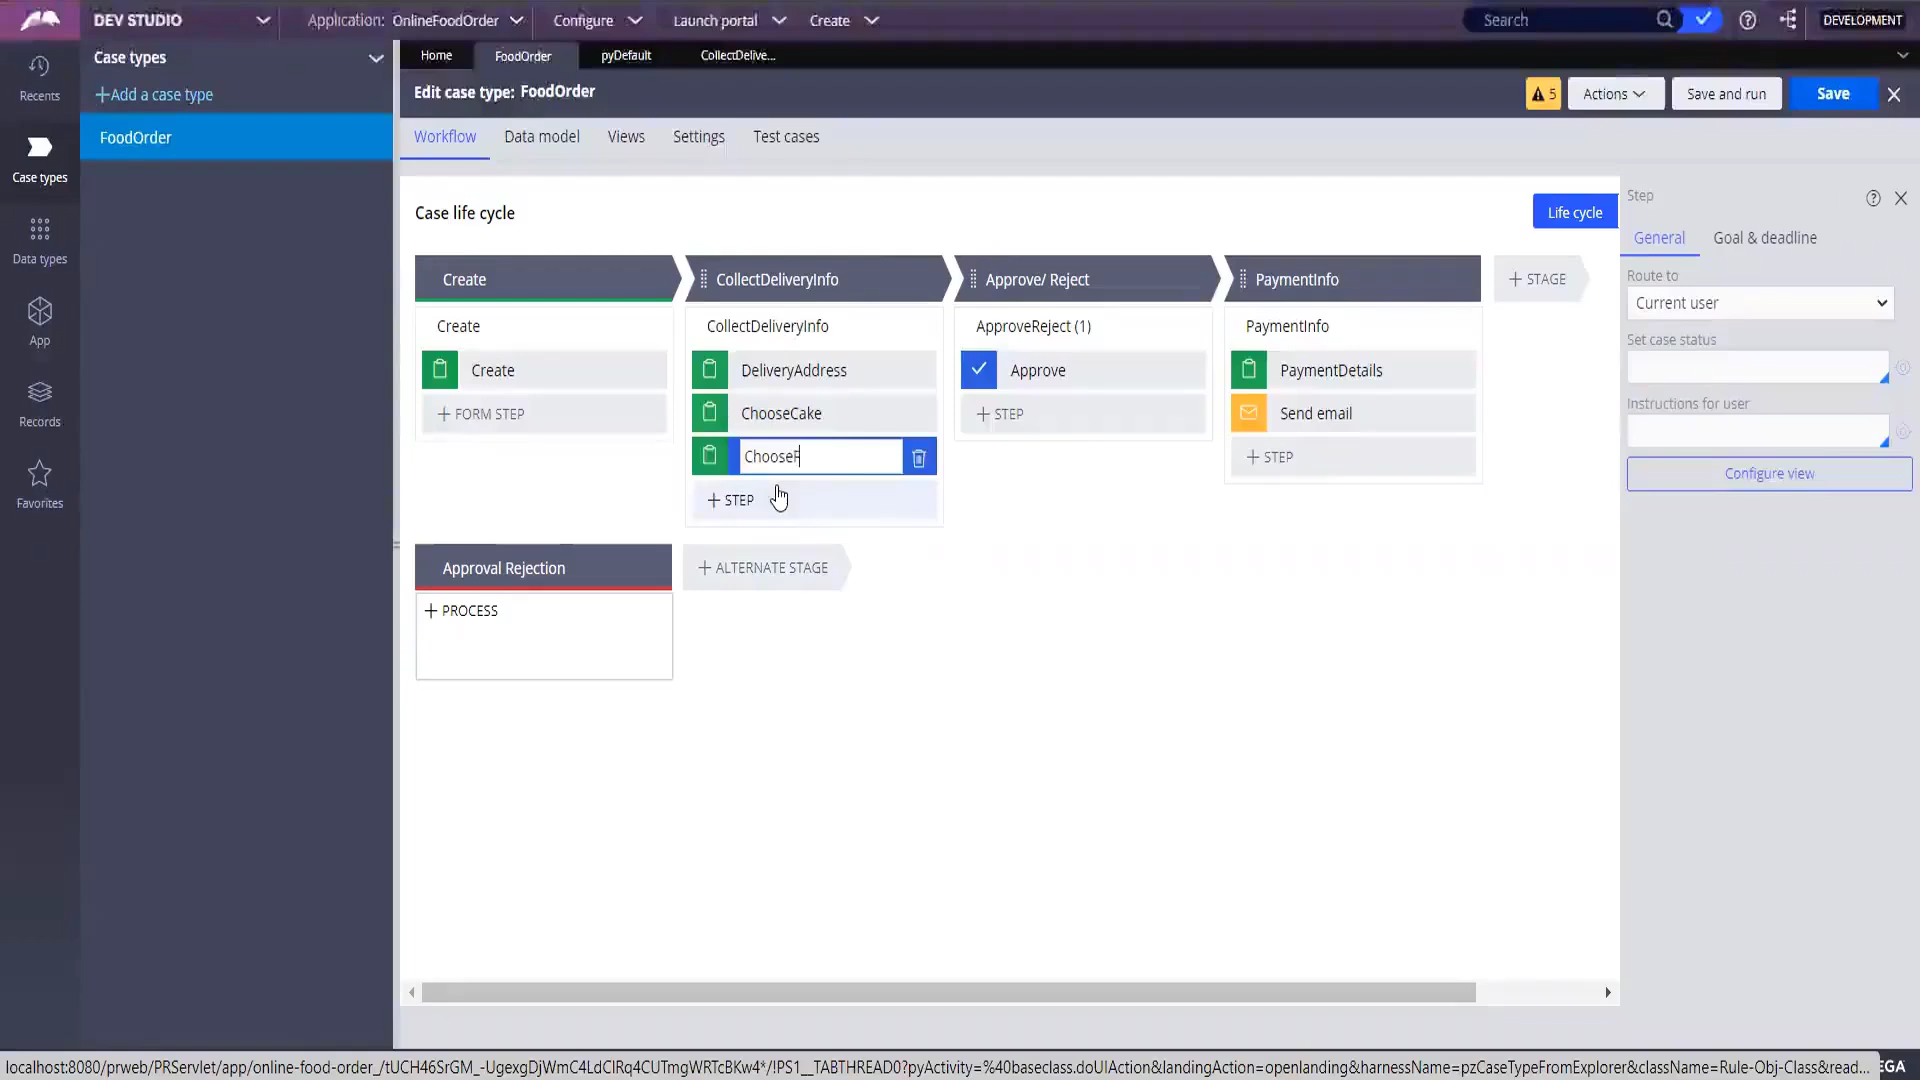 DEV STUDIO
Application: OnlineFoodOrder
Configure
Launch portal
Create
Search
DEVELOPMENT
Recents
Case types
Data types
App
Records
Favorites
Case types
+Add a case type
FoodOrder
Home
FoodOrder
pyDefault
CollectDelive...
Edit case type: FoodOrder
5
Actions
Save and run
Save
Workflow
Data model
Views
Settings
Test cases
Case life cycle
Life cycle
Create
CollectDeliveryInfo
Approve/ Reject
PaymentInfo
+ STAGE
Create
Create
+ FORM STEP
CollectDeliveryInfo
DeliveryAddress
ChooseCake
ChooseF
+ STEP
ApproveReject (1)
Approve
+ STEP
PaymentInfo
PaymentDetails
Send email
+ STEP
Approval Rejection
+ ALTERNATE STAGE
+ PROCESS
Step
General
Goal & deadline
Route to
Current user
Set case status
Instructions for user
Configure view
localhost:8080/prweb/PRServlet/app/online-food-order_/tUCH46SrGM_-UgexgDjWmC4LdCIRq4CUTmgWRTcBKw4*/!PS1__TABTHREAD0?pyActivity=%40baseclass.doUIAction&landingAction=openlanding&harnessName=pzCaseTypeFromExplorer&className=Rule-Obj-Class&read...
EGA